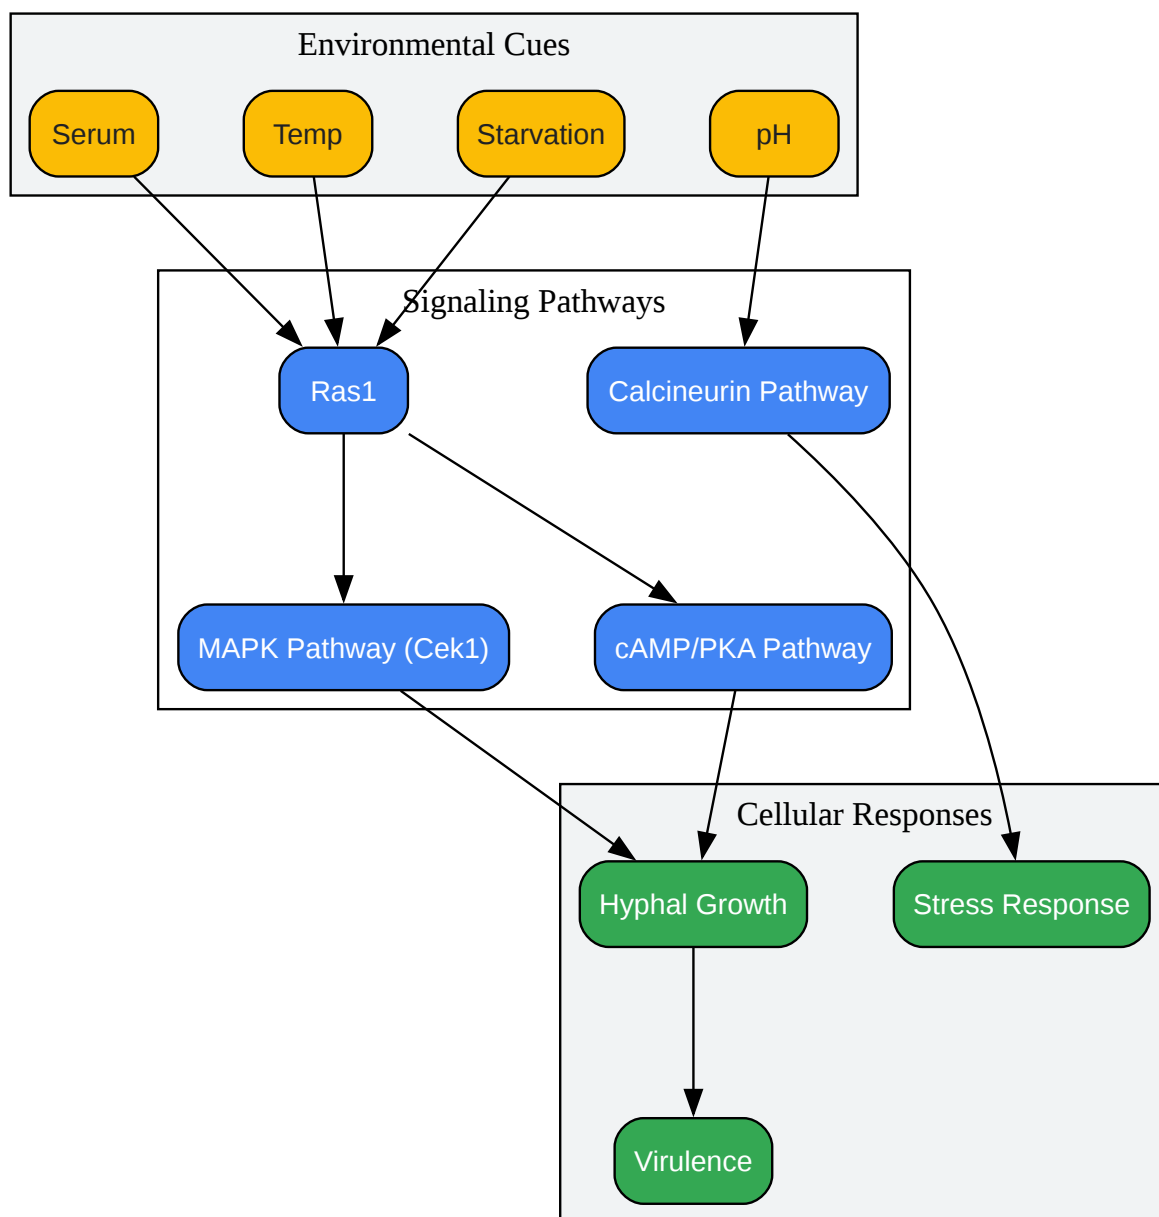 Environmental Cues
Serum
Temp
Starvation
pH
Signaling Pathways
Ras1
Calcineurin Pathway
MAPK Pathway (Cek1)
cAMP/PKA Pathway
Cellular Responses
Hyphal Growth
Stress Response
Virulence